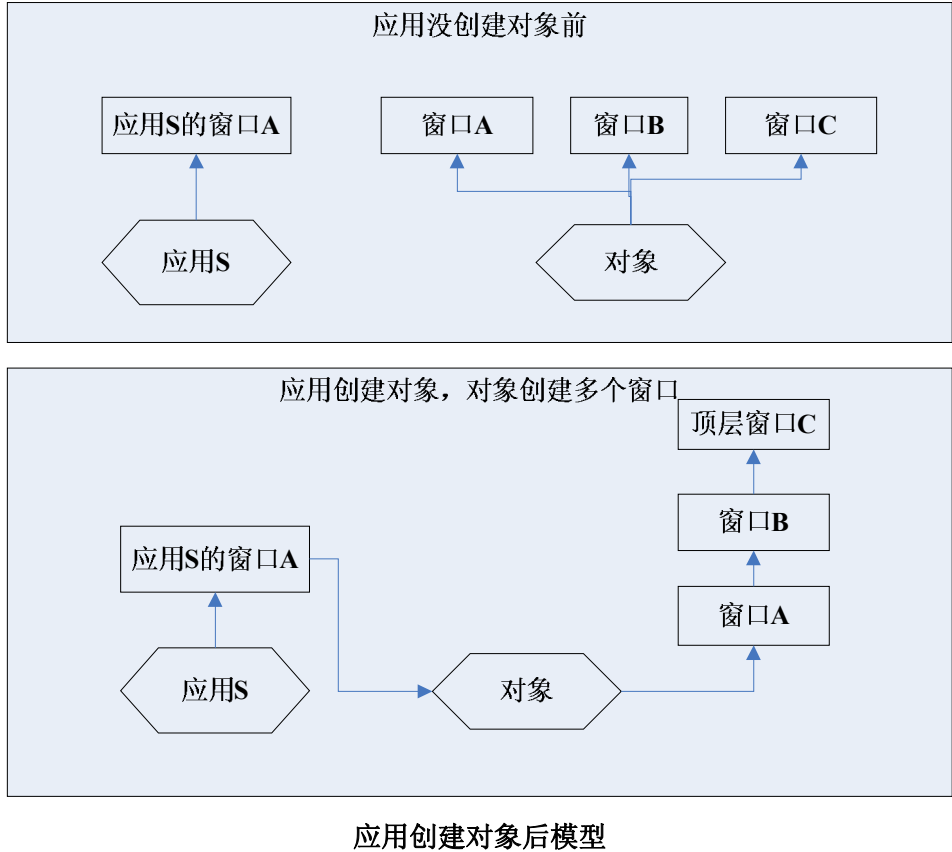 应用没创建对象前
应用S的窗口A
窗口A
窗口B
窗口C
应用S
对象
应用创建对象，对象创建多个窗口
顶层窗口C
窗口B
应用S的窗口A
窗口A
应用S
对象
应用创建对象后模型